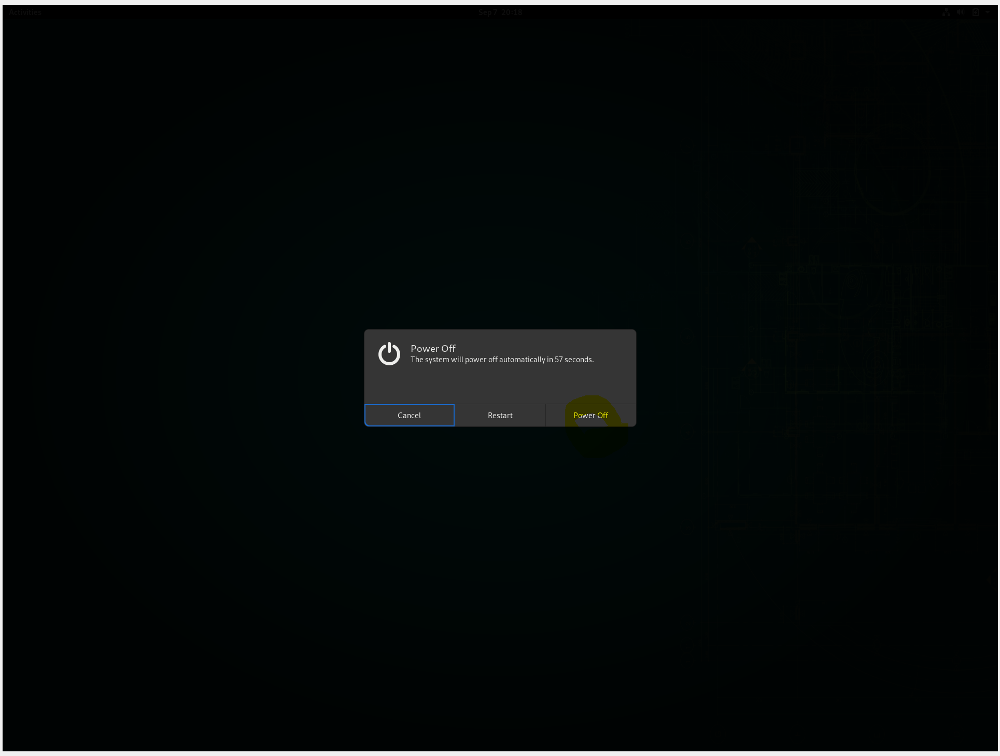 Activities
Sep 7 20:18
Power Off
The system will power off automatically in 57 seconds.
Cancel
Restart
Power Off